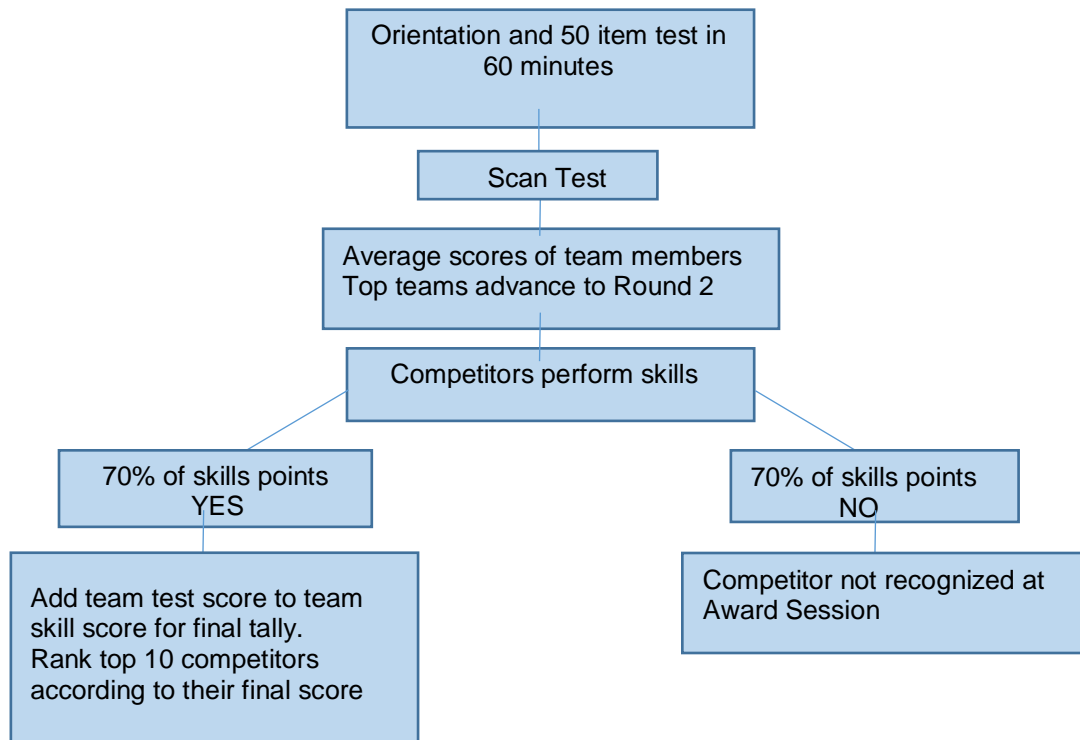 Orientation and 50 item test in
60 minutes
Scan Test
Average scores of team members
Top teams advance to Round 2
Competitors perform skills
70% of skills points
YES
70% of skills points
NO
Add team test score to team
skill score for final tally.
Rank top 10 competitors
according to their final score
Competitor not recognized at
Award Session